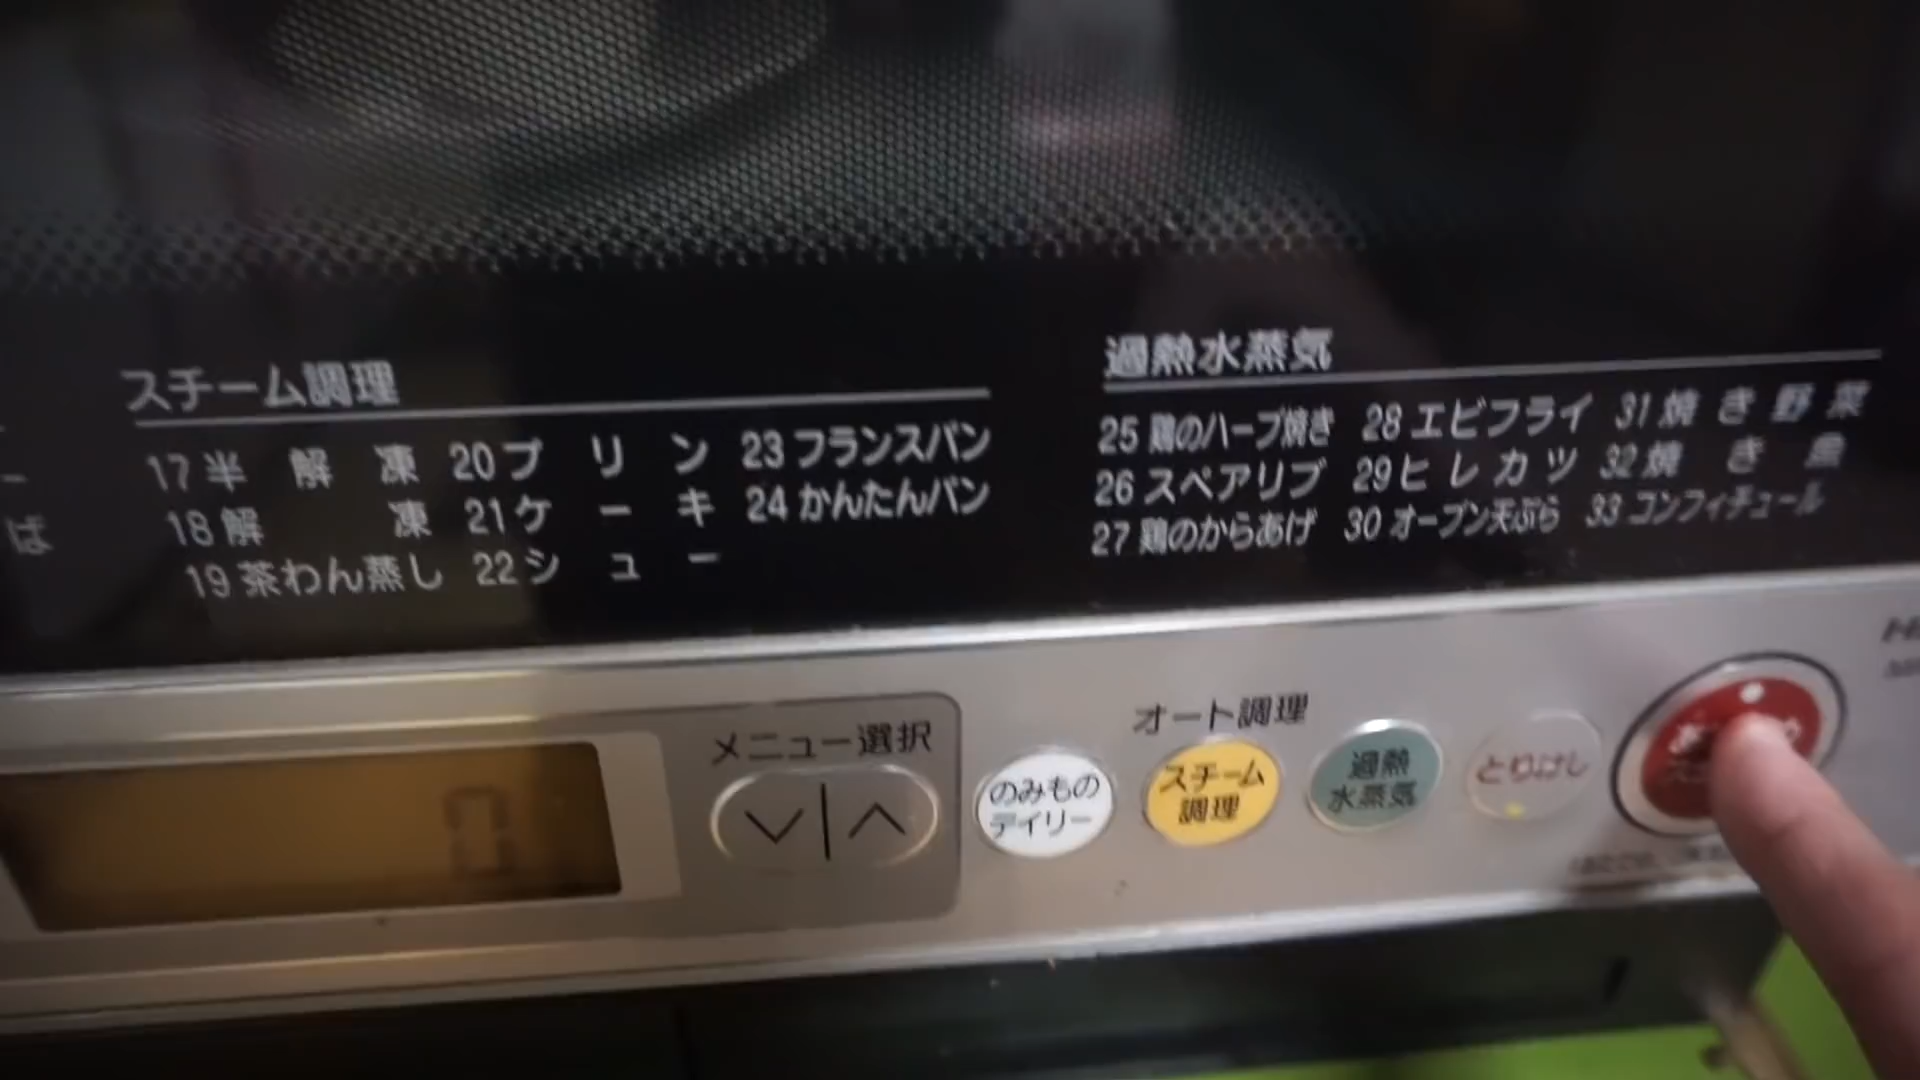 スチーム調理
17 半解凍 20 プリン 23 フランスパン
18 解凍 21 ケーキ 24 かんたんパン
19 茶わん蒸し 22 シュー
過熱水蒸気
25 鶏のハーブ焼き 28 エビフライ 31 焼き野菜
26 スペアリブ 29 ヒレカツ 32 焼き魚
27 鶏のからあげ 30 オーブン天ぷら 33 コンフィチュール
ば
0
メニュー選択
オート調理
のみもの
デイリー
スチーム
調理
過熱
水蒸気
とりけし